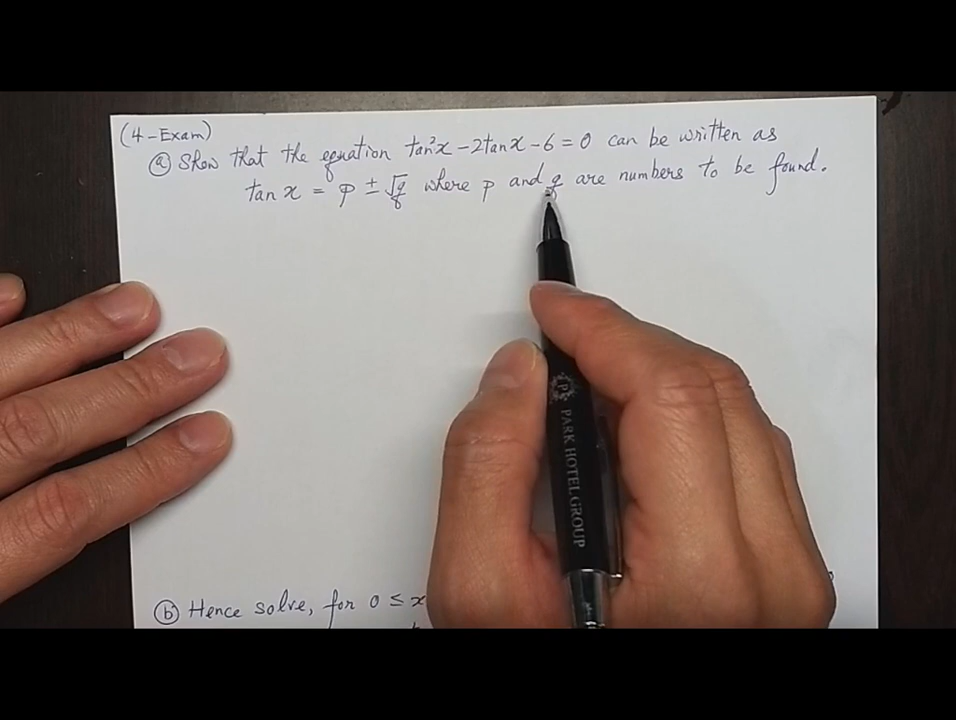 (4-Exam)
ⓐ Show that the equation tan²x - 2tanx - 6 = 0 can be written as
tan x = p ± √q where p and q are numbers to be found.
PARK HOTEL GROUP
ⓑ Hence solve, for 0 ≤ x